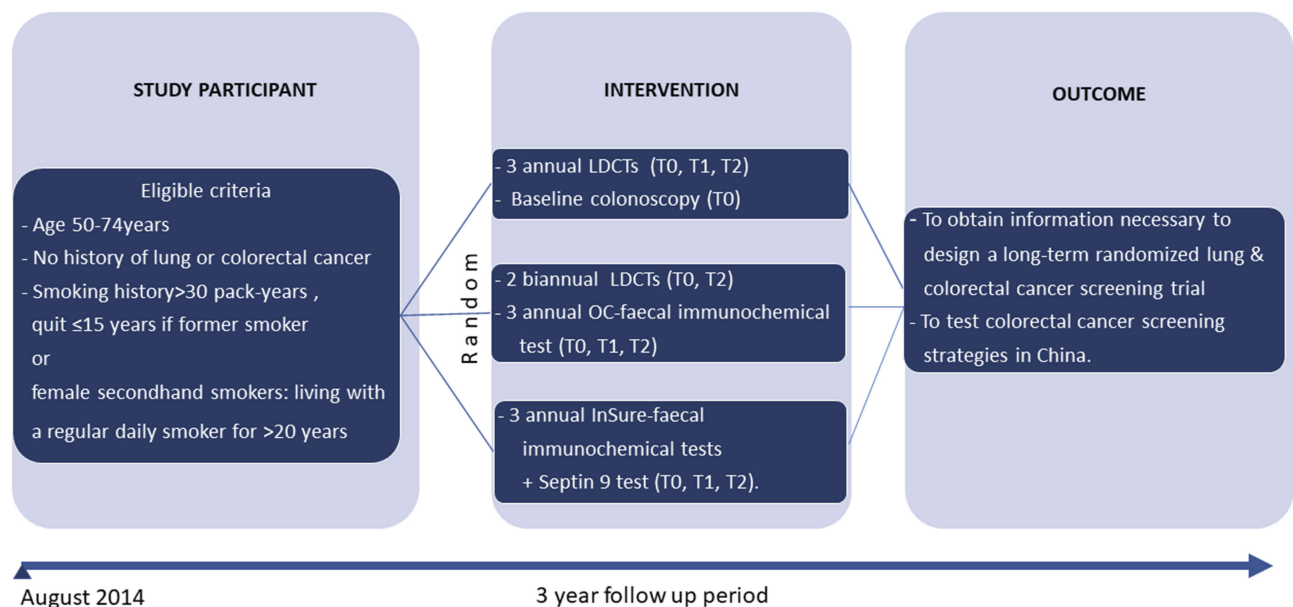 STUDY PARTICIPANT
Eligible criteria
- Age 50-74years
- No history of lung or colorectal cancer
- Smoking history>30 pack-years ,
quit ≤15 years if former smoker
or
female secondhand smokers: living with
a regular daily smoker for >20 years
Random
INTERVENTION
- 3 annual LDCTs (T0, T1, T2)
- Baseline colonoscopy (T0)
- 2 biannual LDCTs (T0, T2)
- 3 annual OC-faecal immunochemical
test (T0, T1, T2)
- 3 annual InSure-faecal
immunochemical tests
+ Septin 9 test (T0, T1, T2).
OUTCOME
- To obtain information necessary to
design a long-term randomized lung &
colorectal cancer screening trial
- To test colorectal cancer screening
strategies in China.
August 2014
3 year follow up period